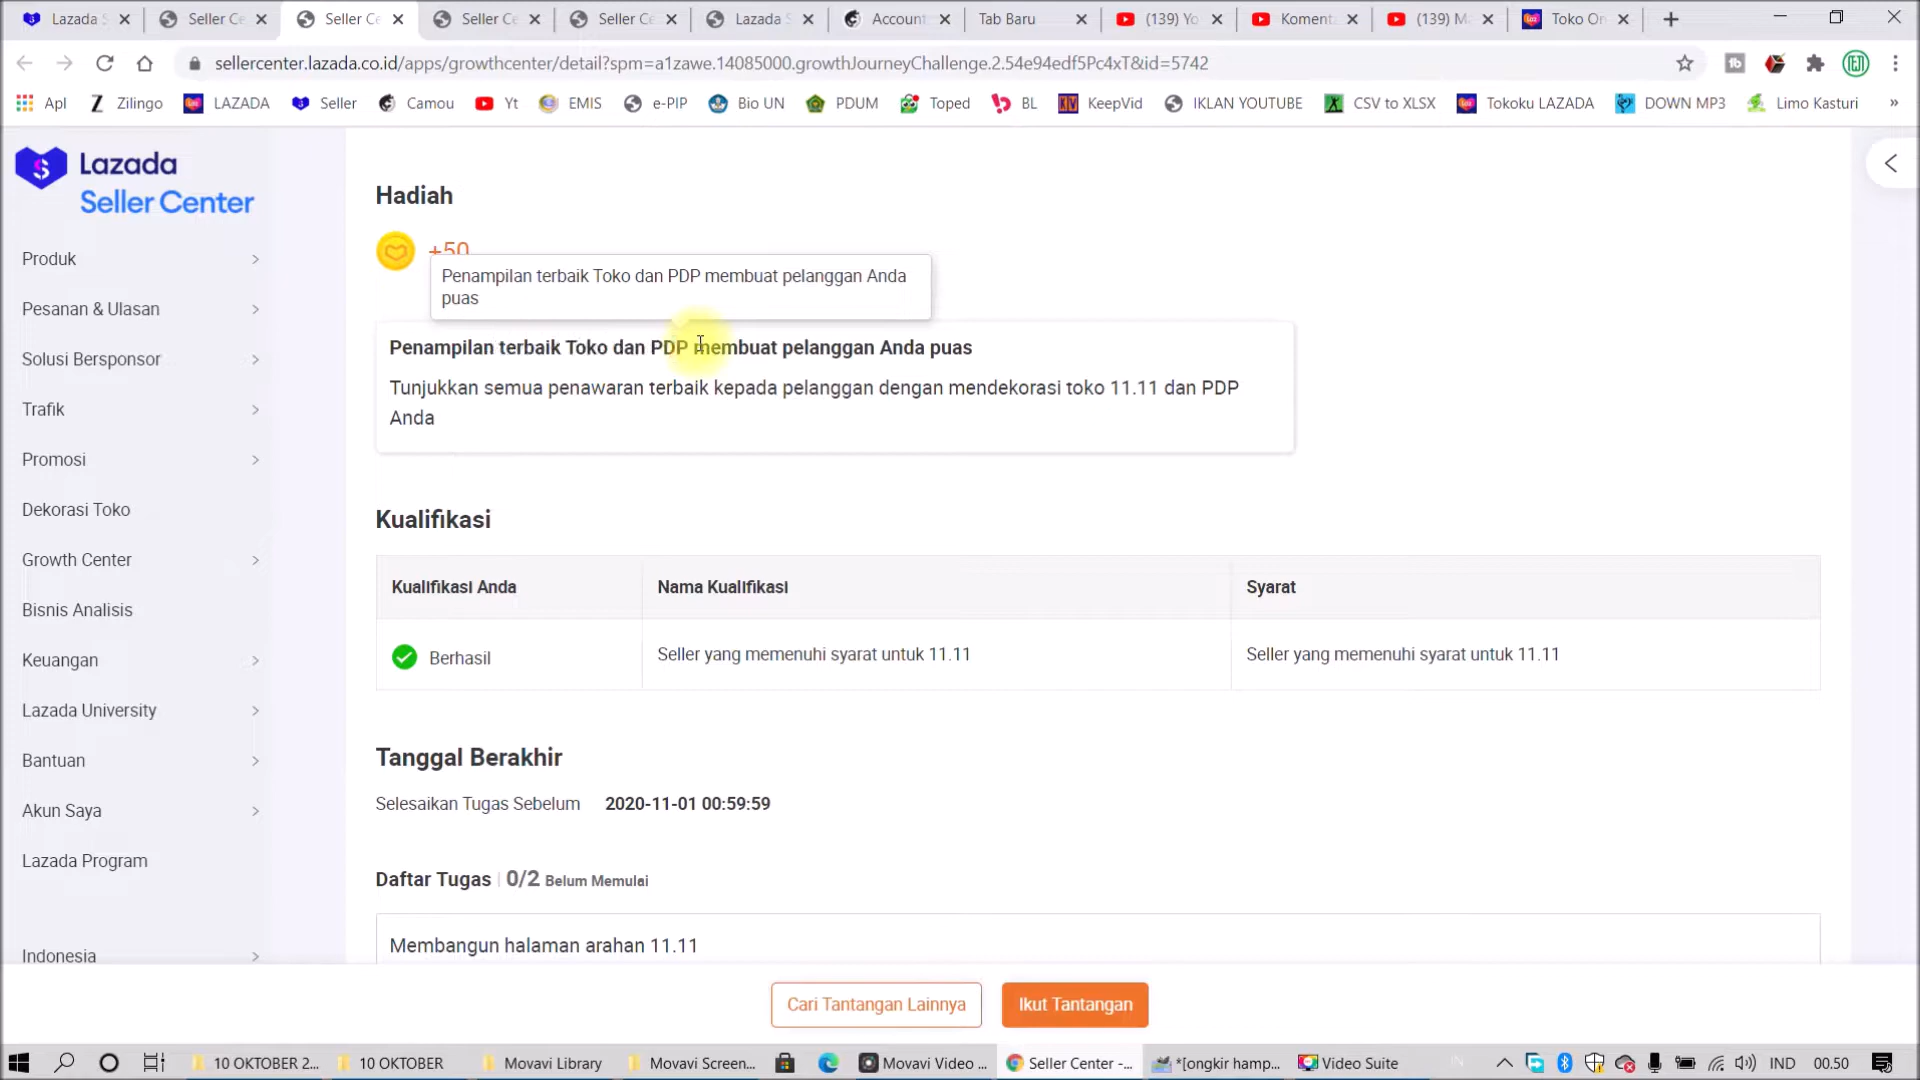 Lazada S
Seller Ce
Seller Ce
Seller Ce
Seller Ce
Lazada S
Account
Tab Baru
(139) Yo
Koment
(139) M
Toko On
sellercenter.lazada.co.id/apps/growthcenter/detail?spm=a1zawe.14085000.growthJourneyChallenge.2.54e94edf5Pc4xT&id=5742
Apl
Zilingo
LAZADA
Seller
Camou
Yt
EMIS
e-PIP
Bio UN
PDUM
Toped
BL
KeepVid
IKLAN YOUTUBE
CSV to XLSX
Tokoku LAZADA
DOWN MP3
Limo Kasturi
»
Lazada
Seller Center
Produk
Pesanan & Ulasan
Solusi Bersponsor
Trafik
Promosi
Dekorasi Toko
Growth Center
Bisnis Analisis
Keuangan
Lazada University
Bantuan
Akun Saya
Lazada Program
Indonesia
Hadiah
+50
Penampilan terbaik Toko dan PDP membuat pelanggan Anda
puas
Penampilan terbaik Toko dan PDP membuat pelanggan Anda puas
Tunjukkan semua penawaran terbaik kepada pelanggan dengan mendekorasi toko 11.11 dan PDP
Anda
Kualifikasi
Kualifikasi Anda
Nama Kualifikasi
Syarat
Berhasil
Seller yang memenuhi syarat untuk 11.11
Seller yang memenuhi syarat untuk 11.11
Tanggal Berakhir
Selesaikan Tugas Sebelum 2020-11-01 00:59:59
Daftar Tugas 0/2 Belum Memulai
Membangun halaman arahan 11.11
Cari Tantangan Lainnya
Ikut Tantangan
10 OKTOBER 2...
10 OKTOBER
Movavi Library
Movavi Screen...
Movavi Video ...
Seller Center -...
*[ongkir hamp...
Video Suite
IND
00.50